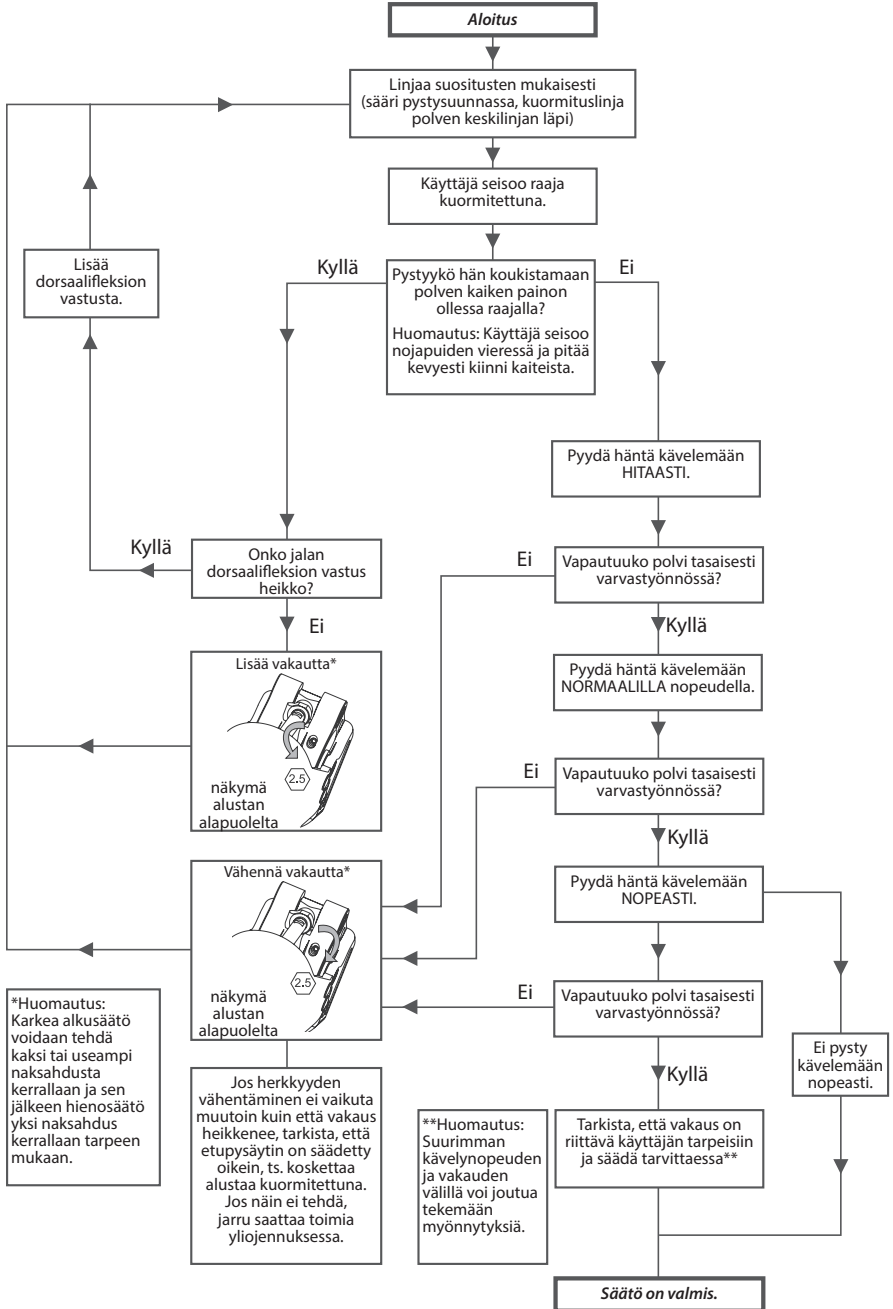 Aloitus
Linjaa suositusten mukaisesti
(sääri pystysuunnassa, kuormituslinja
polven keskilinjan läpi)
Käyttäjä seisoo raaja
kuormitettuna.
Lisää
dorsaalifleksion
vastusta.
Kyllä
Pystyykö hän koukistamaan
polven kaiken painon
ollessa raajalla?
Huomautus: Käyttäjä seisoo
nojapuiden vieressä ja pitää
kevyesti kiinni kaiteista.
Ei
Pyydä häntä kävelemään
HITAASTI.
Kyllä
Onko jalan
dorsaalifleksion vastus
heikko?
Ei
Ei
Vapautuuko polvi tasaisesti
varvastyönnössä?
Kyllä
Lisää vakautta*
2.5
näkymä
alustan
alapuolelta
Pyydä häntä kävelemään
NORMAALILLA nopeudella.
Ei
Vapautuuko polvi tasaisesti
varvastyönnössä?
Kyllä
Vähennä vakautta*
2.5
näkymä
alustan
alapuolelta
Pyydä häntä kävelemään
NOPEASTI.
Ei
Vapautuuko polvi tasaisesti
varvastyönnössä?
Kyllä
Ei pysty
kävelemään
nopeasti.
*Huomautus:
Karkea alkusäätö
voidaan tehdä
kaksi tai useampi
naksahdusta
kerrallaan ja sen
jälkeen hienosäätö
yksi naksahdus
kerrallaan tarpeen
mukaan.
Jos herkkyyden
vähentäminen ei vaikuta
muutoin kuin että vakaus
heikkenee, tarkista, että
etupysäytin on säädetty
oikein, ts. koskettaa
alustaa kuormitettuna.
Jos näin ei tehdä,
jarru saattaa toimia
yliojennuksessa.
**Huomautus:
Suurimman
kävelynopeuden
ja vakauden
välillä voi joutua
tekemään
myönnytyksiä.
Tarkista, että vakaus on
riittävä käyttäjän tarpeisiin
ja säädä tarvittaessa**
Säätö on valmis.